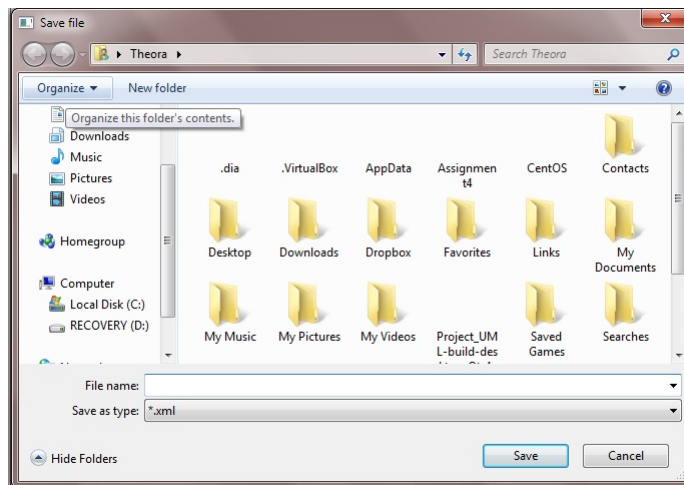 Save file
Theora
Search Theora
Organize
New folder
Organize this folder's contents.
Downloads
Music
Pictures
Videos
Homegroup
Computer
Local Disk (C:)
RECOVERY (D:)
.dia
.VirtualBox
AppData
Assignmen
t4
CentOS
Contacts
Desktop
Downloads
Dropbox
Favorites
Links
My
Documents
My Music
My Pictures
My Videos
Project_UM
L-build-des
Saved
Games
Searches
File name:
Save as type: *.xml
Hide Folders
Save
Cancel